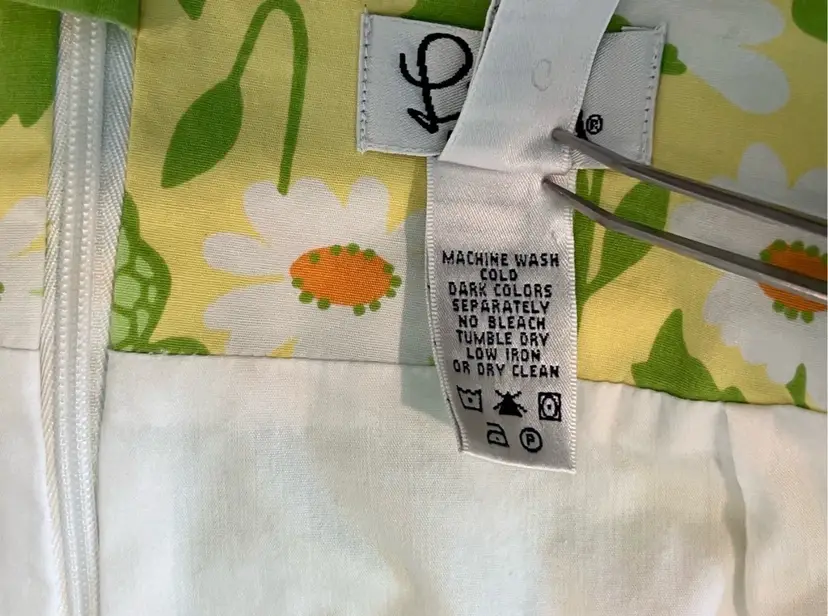 L
®
MACHINE WASH
COLD
DARK COLORS
SEPARATELY
NO BLEACH
TUMBLE DRY
LOW IRON
OR DRY CLEAN
P